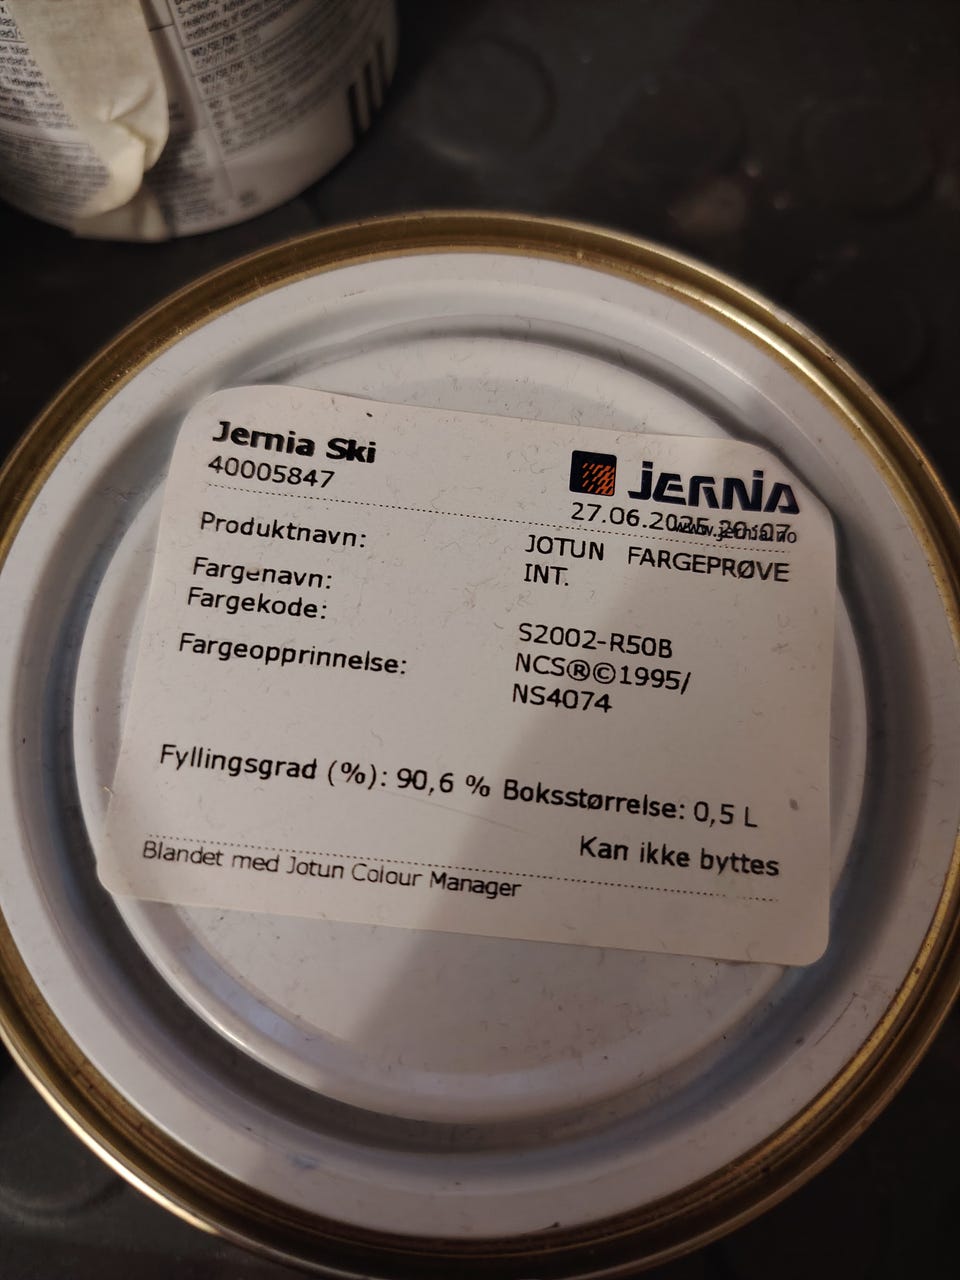 Jernia Ski
40005847
JERNIA
27.06.2025 20:07
www.jernia.no
Produktnavn: JOTUN FARGEPRØVE
INT.
Fargenavn:
Fargekode: S2002-R50B
Fargeopprinnelse: NCS®©1995/
NS4074
Fyllingsgrad (%): 90,6 % Boksstørrelse: 0,5 L
Kan ikke byttes
Blandet med Jotun Colour Manager